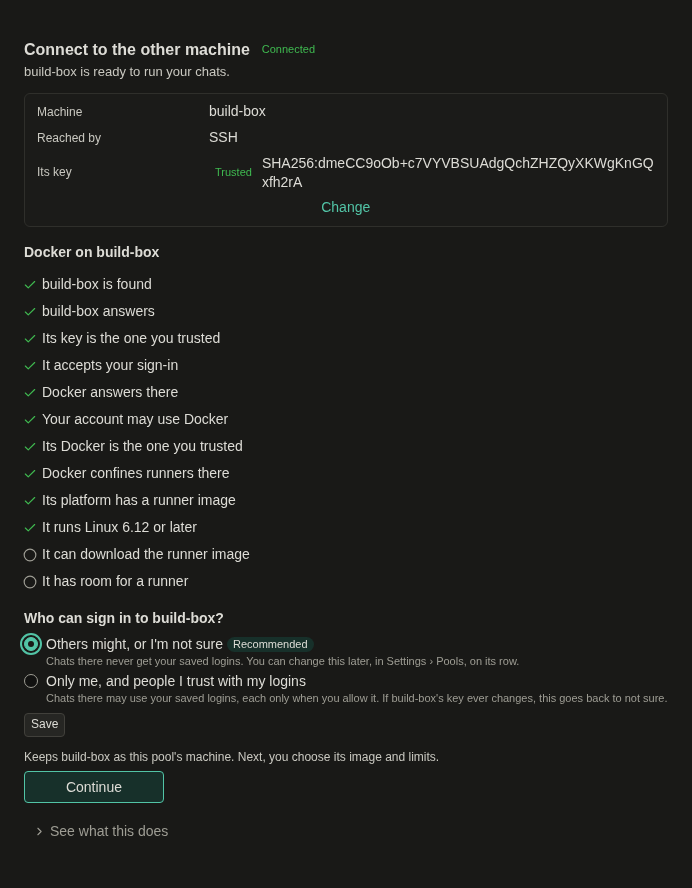 Connect to the other machine Connected
build-box is ready to run your chats.
Machine build-box
Reached by SSH
Its key Trusted SHA256:dmeCC9oOb+c7VYVBSUAdgQchZHZQyXKWgKnGQ
xfh2rA
Change
Docker on build-box
build-box is found
build-box answers
Its key is the one you trusted
It accepts your sign-in
Docker answers there
Your account may use Docker
Its Docker is the one you trusted
Docker confines runners there
Its platform has a runner image
It runs Linux 6.12 or later
It can download the runner image
It has room for a runner
Who can sign in to build-box?
Others might, or I'm not sure Recommended
Chats there never get your saved logins. You can change this later, in Settings › Pools, on its row.
Only me, and people I trust with my logins
Chats there may use your saved logins, each only when you allow it. If build-box's key ever changes, this goes back to not sure.
Save
Keeps build-box as this pool's machine. Next, you choose its image and limits.
Continue
See what this does